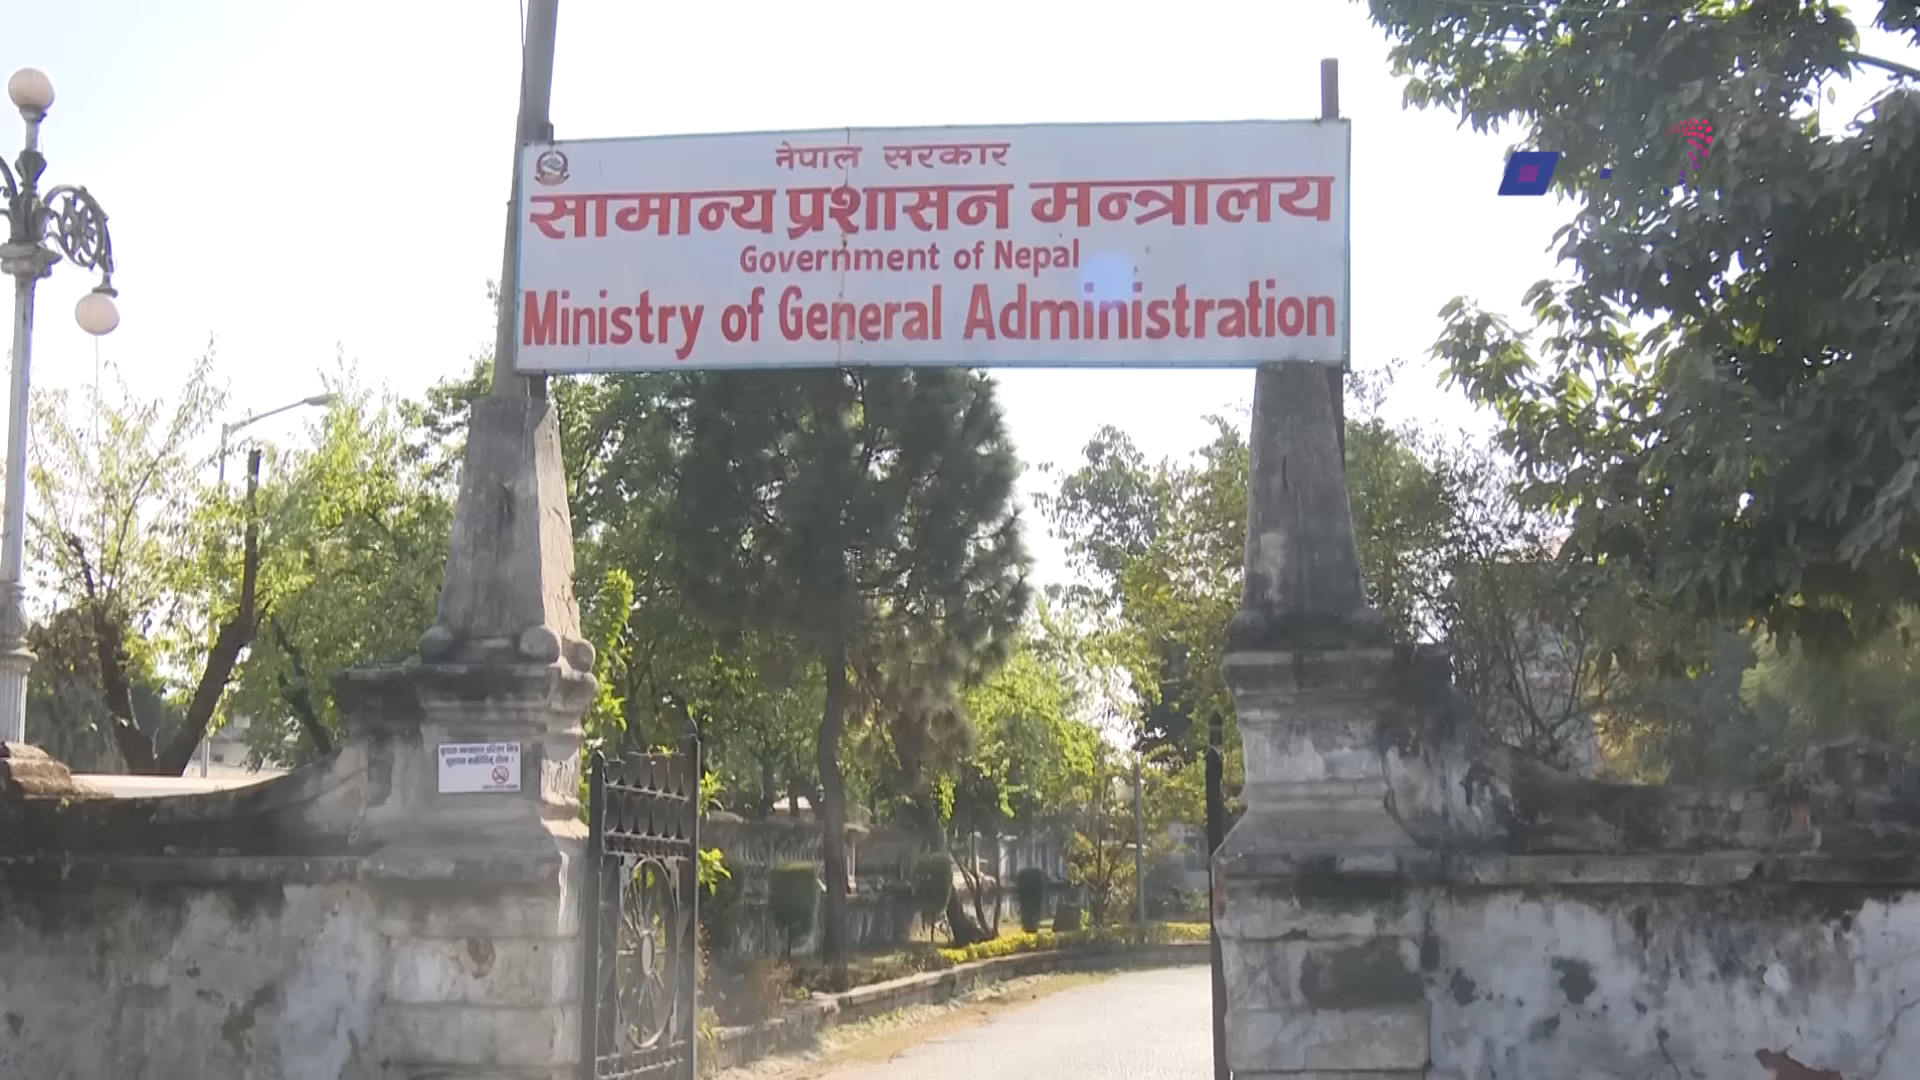 नेपाल सरकार
सामान्य प्रशासन मन्त्रालय
Government of Nepal
Ministry of General Administration